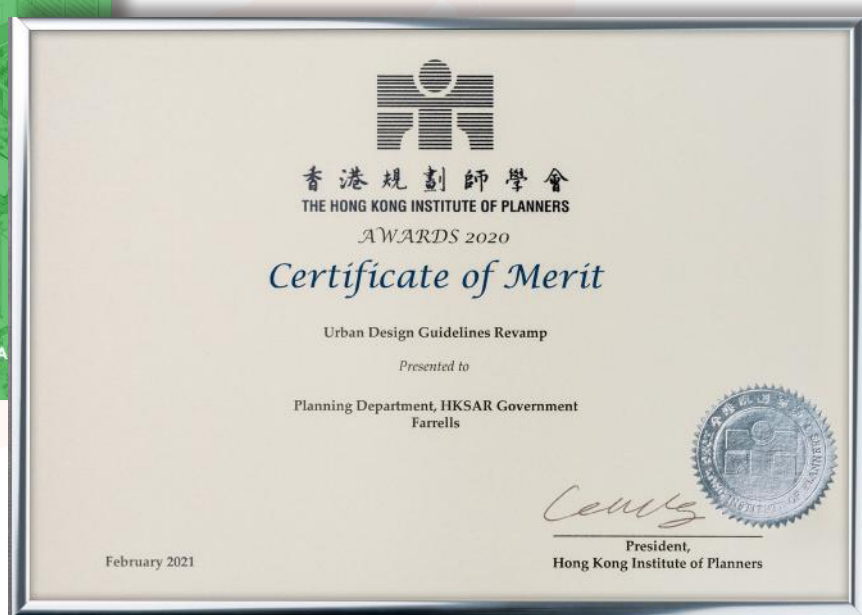 香港規劃師學會
THE HONG KONG INSTITUTE OF PLANNERS
AWARDS 2020
Certificate of Merit
Urban Design Guidelines Revamp
Presented to
Planning Department, HKSAR Government
Farrells
President,
Hong Kong Institute of Planners
February 2021